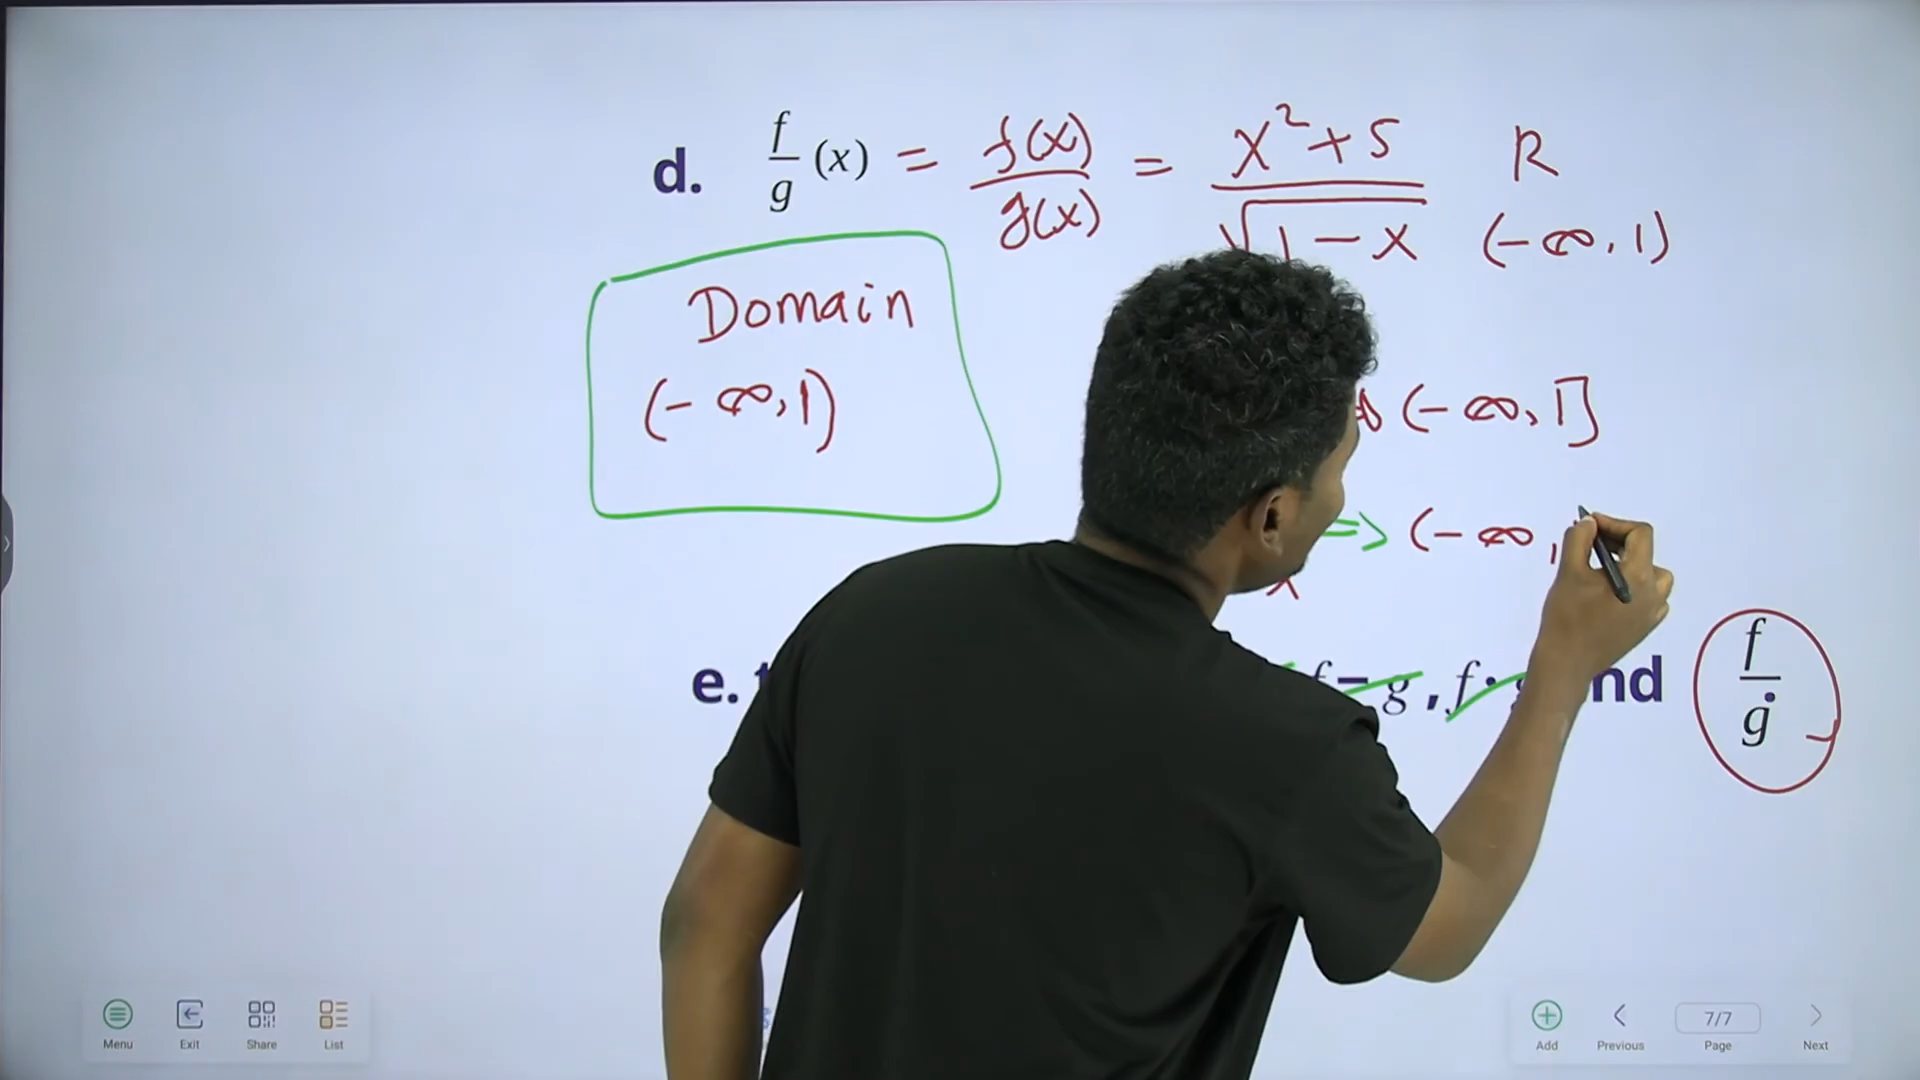 d. f/g (x) = f(x)/g(x) = x²+5/√1-x R (-∞, 1)
Domain
(-∞, 1)
(-∞, 1]
=> (-∞,
x
e. f-g, f· nd f/g
Menu Exit Share List Add Previous 7/7 Page Next